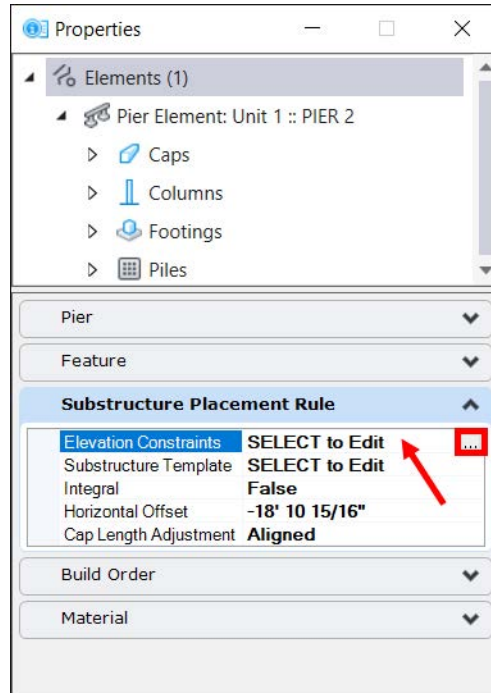 Properties
Elements (1)
Pier Element: Unit 1 :: PIER 2
Caps
Columns
Footings
Piles
Pier
Feature
Substructure Placement Rule
Elevation Constraints SELECT to Edit ...
Substructure Template SELECT to Edit
Integral False
Horizontal Offset -18' 10 15/16"
Cap Length Adjustment Aligned
Build Order
Material